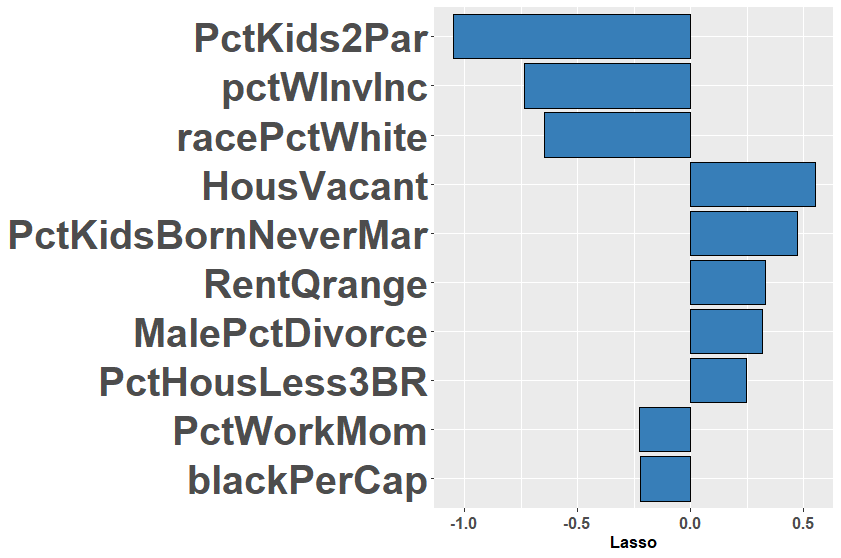 PctKids2Par
pctWInvInc
racePctWhite
HousVacant
PctKidsBornNeverMar
RentQrange
MalePctDivorce
PctHousLess3BR
PctWorkMom
blackPerCap
-1.0 -0.5 0.0 0.5
Lasso